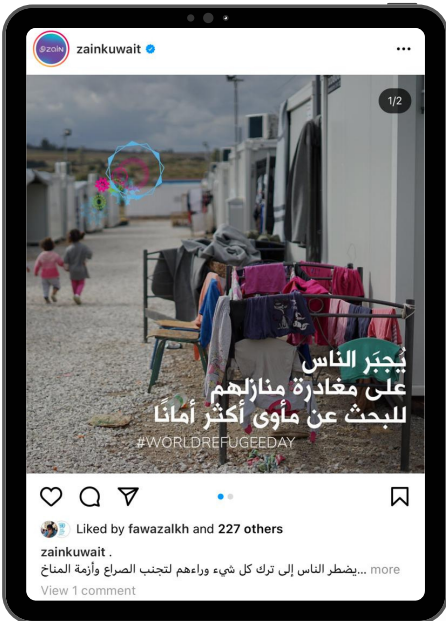 zain
zainkuwait
1/2
يُجبَر الناس
على مغادرة منازلهم
للبحث عن مأوى أكثر أمانًا
#WORLDREFUGEEDAY
Liked by fawazalkh and 227 others
zainkuwait .
يضطر الناس إلى ترك كل شيء وراءهم لتجنب الصراع وأزمة المناخ... more
View 1 comment